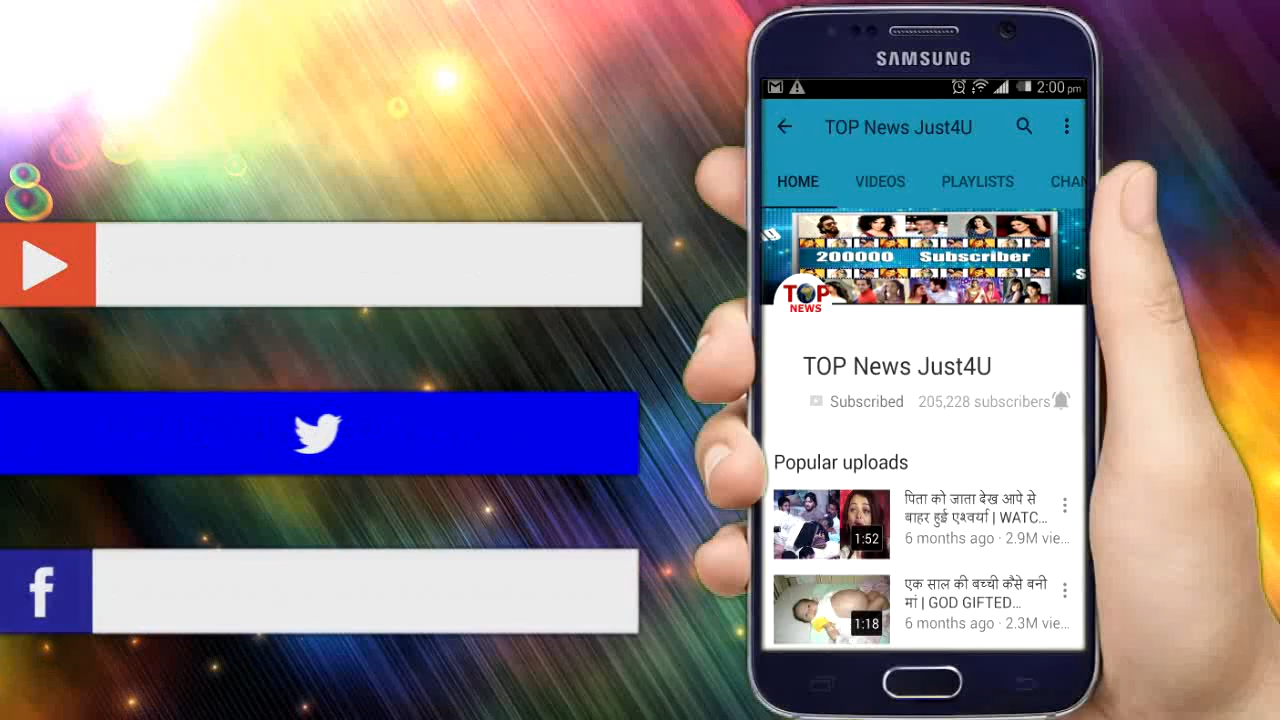 SAMSUNG
2:00 pm
TOP News Just4U
HOME VIDEOS PLAYLISTS CHAN
200000 Subscriber
TOP
NEWS
TOP News Just4U
Subscribed 205,228 subscribers
Popular uploads
पिता को जाता देख आपे से
बाहर हुई एश्वर्या | WATC...
6 months ago · 2.9M vie...
1:52
एक साल की बच्ची कैसे बनी
मां | GOD GIFTED...
6 months ago · 2.3M vie...
1:18